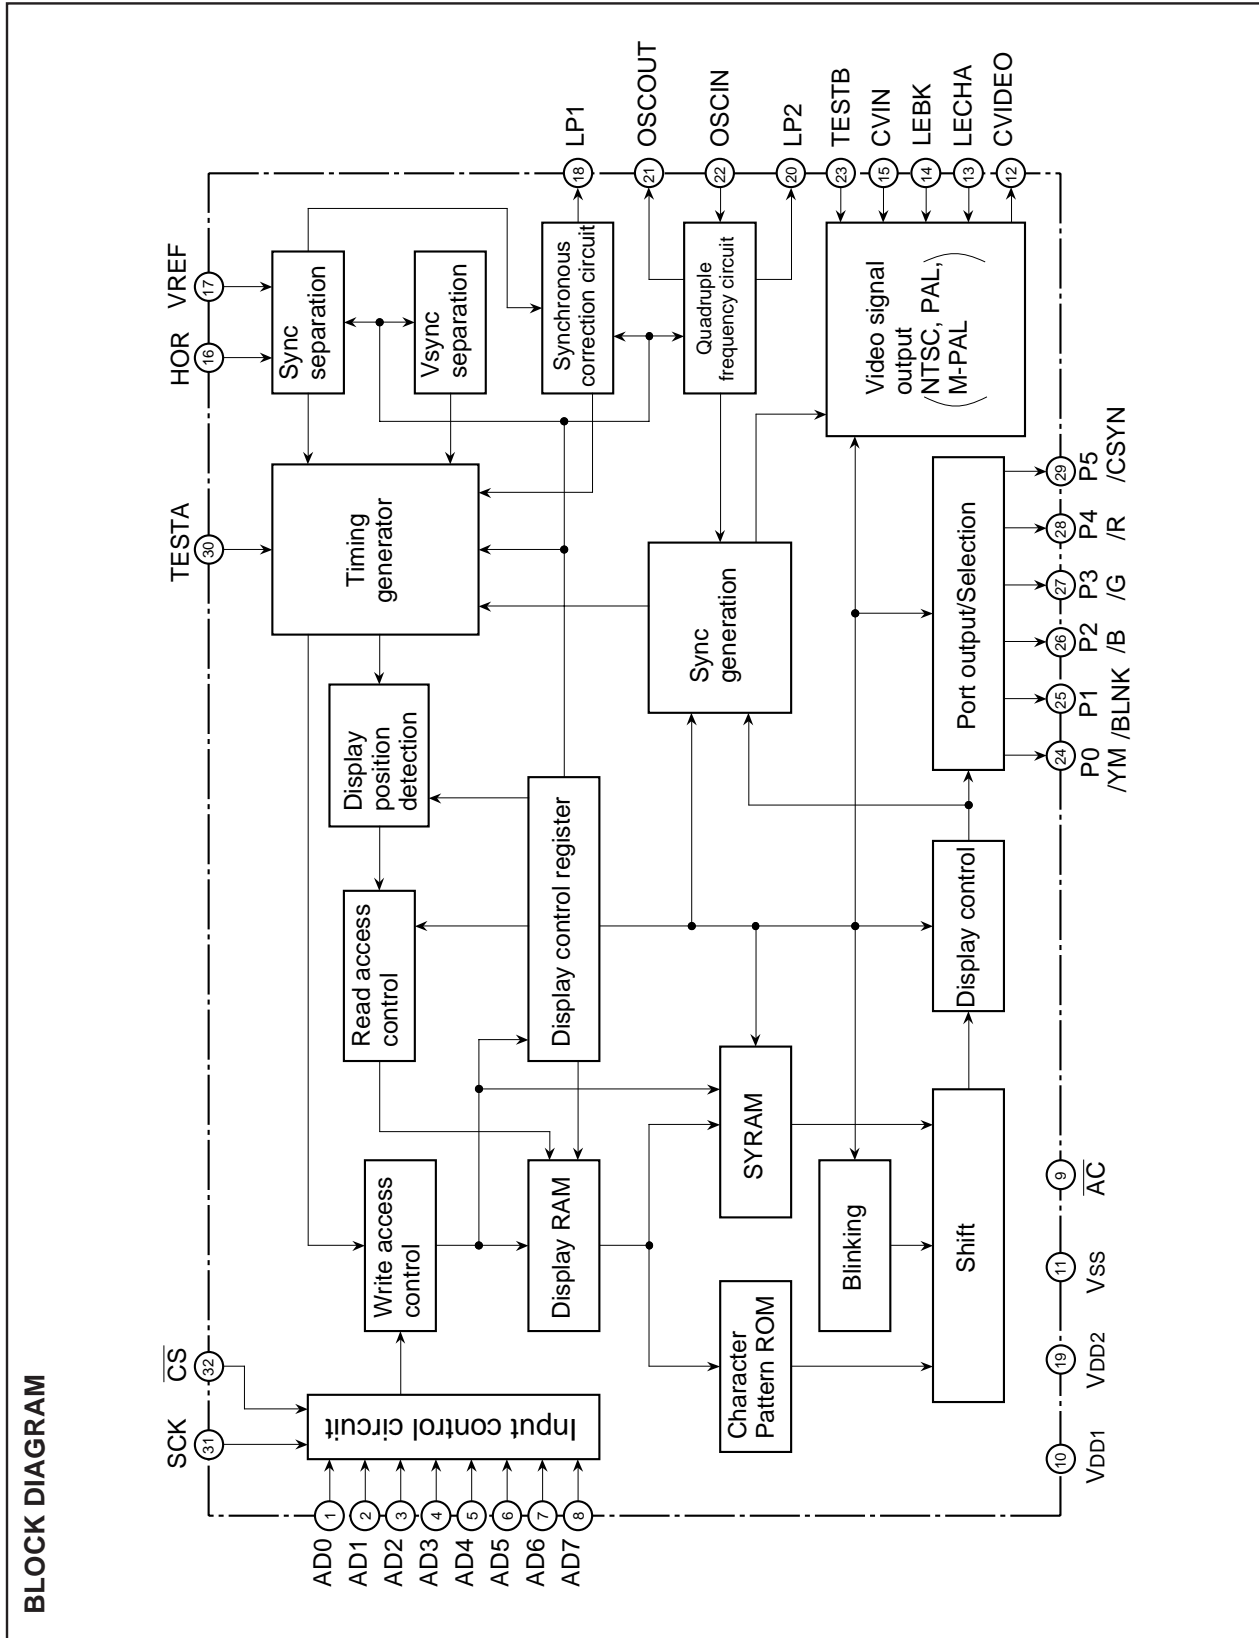 BLOCK DIAGRAM
SCK
31
CS
32
TESTA
30
HOR
16
VREF
17
AD0
1
AD1
2
AD2
3
AD3
4
AD4
5
AD5
6
AD6
7
AD7
8
Input control circuit
Write access
control
Read access
control
Display
position
detection
Timing
generator
Sync
separation
Vsync
separation
Display RAM
Display control register
Synchronous
correction circuit
Quadruple
frequency circuit
Character
Pattern ROM
SYRAM
Sync
generation
Blinking
Video signal
output
NTSC, PAL,
M-PAL
Shift
Display control
Port output/Selection
18
LP1
21
OSCOUT
22
OSCIN
20
LP2
23
TESTB
15
CVIN
14
LEBK
13
LECHA
12
CVIDEO
10
VDD1
19
VDD2
11
VSS
9
AC
24
P0
/YM
25
P1
/BLNK
26
P2
/B
27
P3
/G
28
P4
/R
29
P5
/CSYN